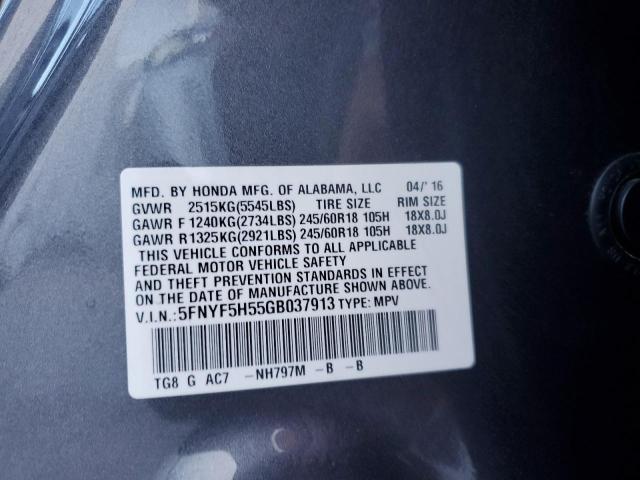 MFD. BY HONDA MFG. OF ALABAMA, LLC 04/'16
GVWR 2515KG(5545LBS) TIRE SIZE RIM SIZE
GAWR F 1240KG(2734LBS) 245/60R18 105H 18X8.0J
GAWR R1325KG(2921LBS) 245/60R18 105H 18X8.0J
THIS VEHICLE CONFORMS TO ALL APPLICABLE
FEDERAL MOTOR VEHICLE SAFETY
AND THEFT PREVENTION STANDARDS IN EFFECT
ON THE DATE OF MANUFACTURE SHOWN ABOVE.
V.I.N.:5FNYF5H55GB037913 TYPE: MPV
TG8 G AC7 -NH797M -B -B